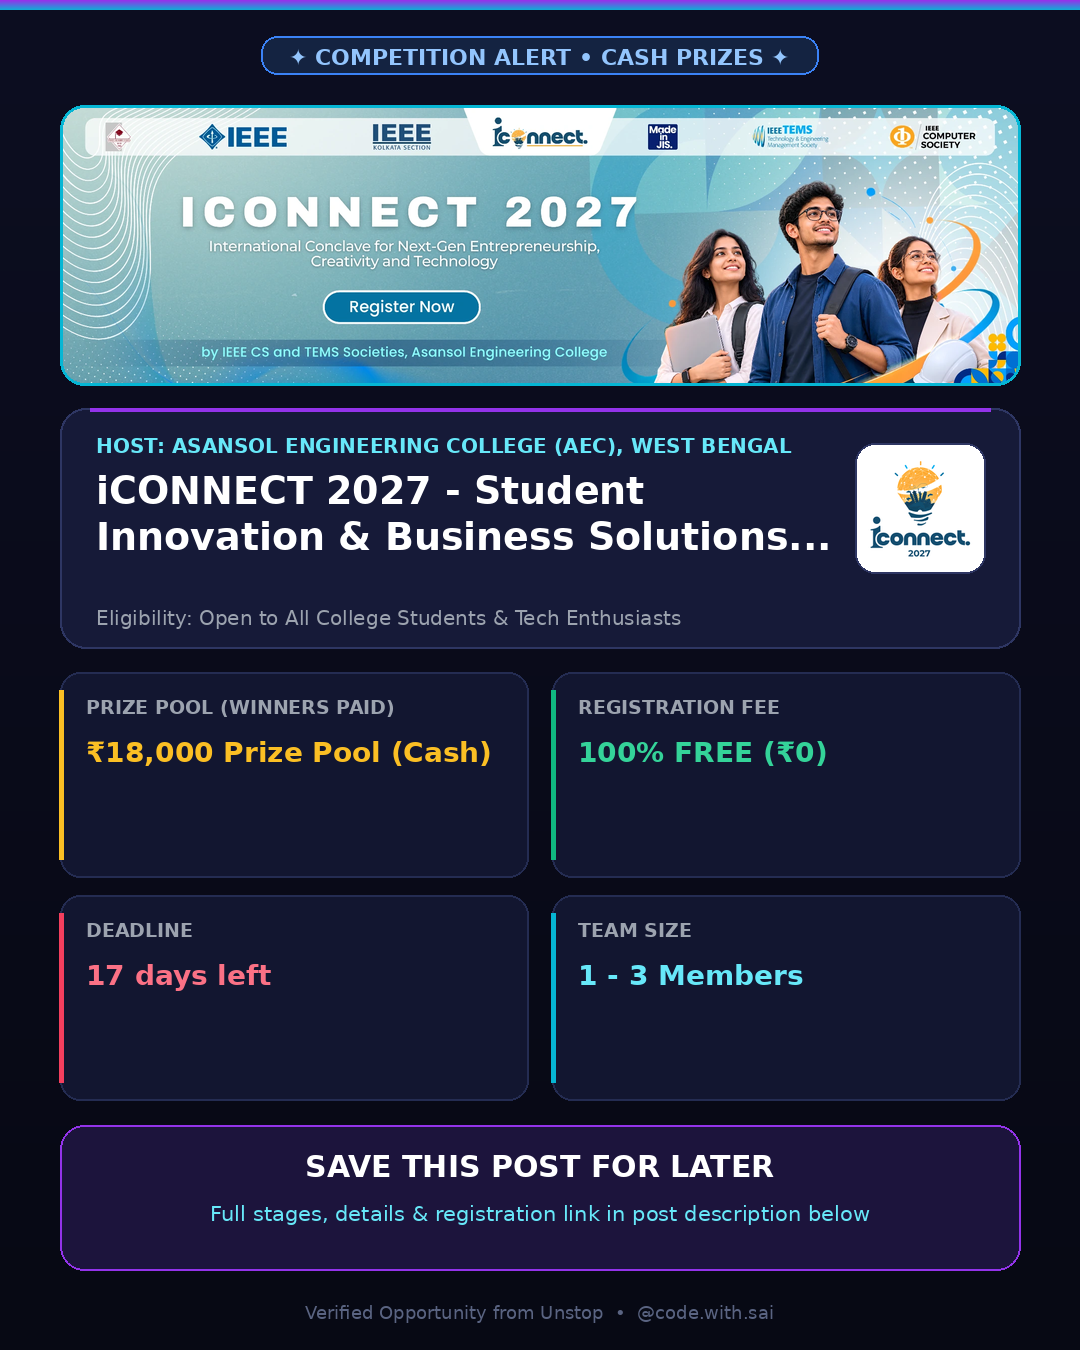 ✦ COMPETITION ALERT • CASH PRIZES ✦
IEEE
IEEE
KOLKATA SECTION
iconnect.
Made
in
JIS.
IEEE TEMS
Technology & Engineering
Management Society
IEEE
COMPUTER
SOCIETY
ICONNECT 2027
International Conclave for Next-Gen Entrepreneurship,
Creativity and Technology
Register Now
by IEEE CS and TEMS Societies, Asansol Engineering College
HOST: ASANSOL ENGINEERING COLLEGE (AEC), WEST BENGAL
iCONNECT 2027 - Student
Innovation & Business Solutions...
iconnect.
2027
Eligibility: Open to All College Students & Tech Enthusiasts
PRIZE POOL (WINNERS PAID)
₹18,000 Prize Pool (Cash)
REGISTRATION FEE
100% FREE (₹0)
DEADLINE
17 days left
TEAM SIZE
1 - 3 Members
SAVE THIS POST FOR LATER
Full stages, details & registration link in post description below
Verified Opportunity from Unstop • @code.with.sai